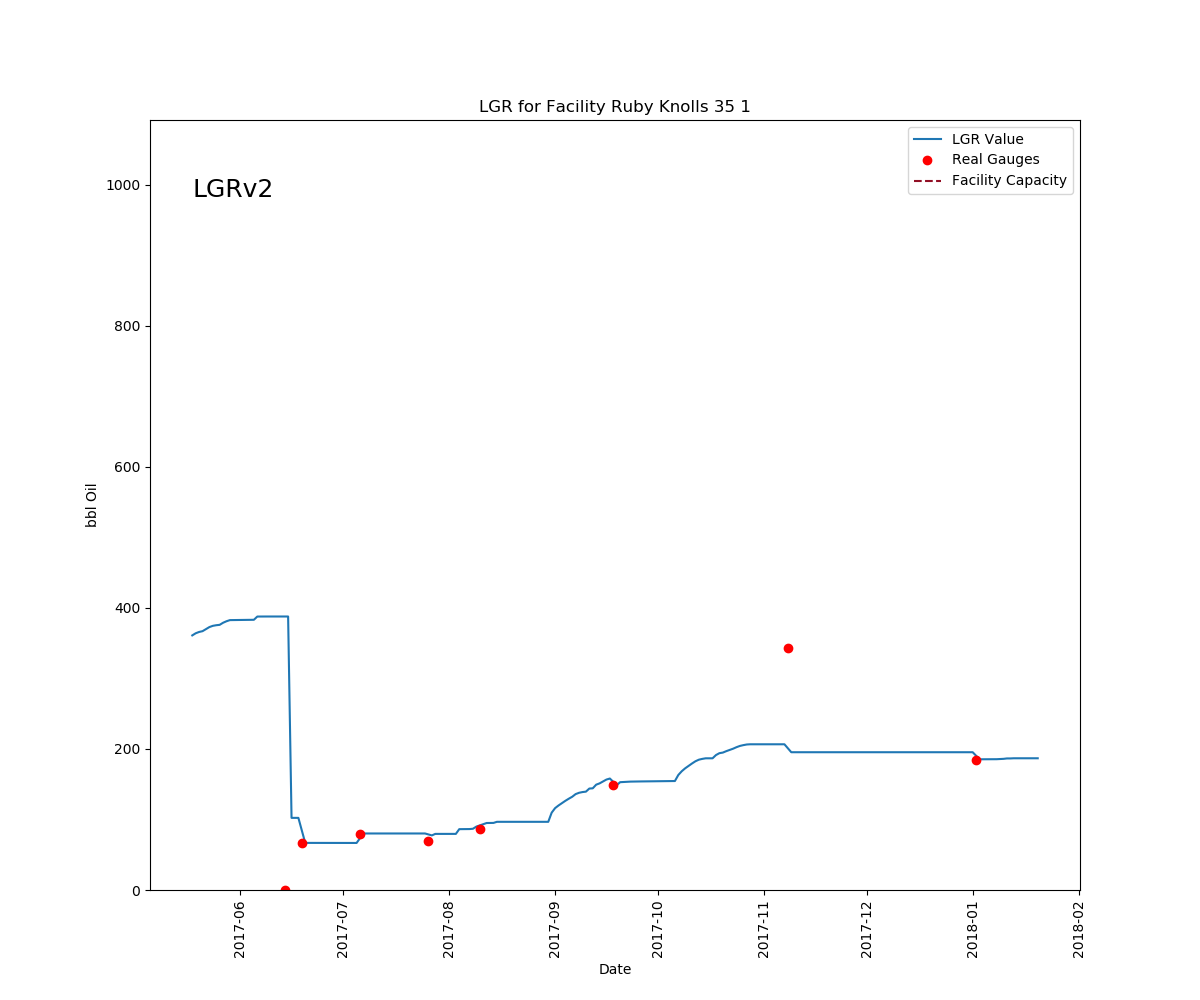 LGR for Facility Ruby Knolls 35 1
LGR Value
Real Gauges
Facility Capacity
LGRv2
1000
800
600
400
200
0
bbl Oil
2017-06
2017-07
2017-08
2017-09
2017-10
2017-11
2017-12
2018-01
2018-02
Date